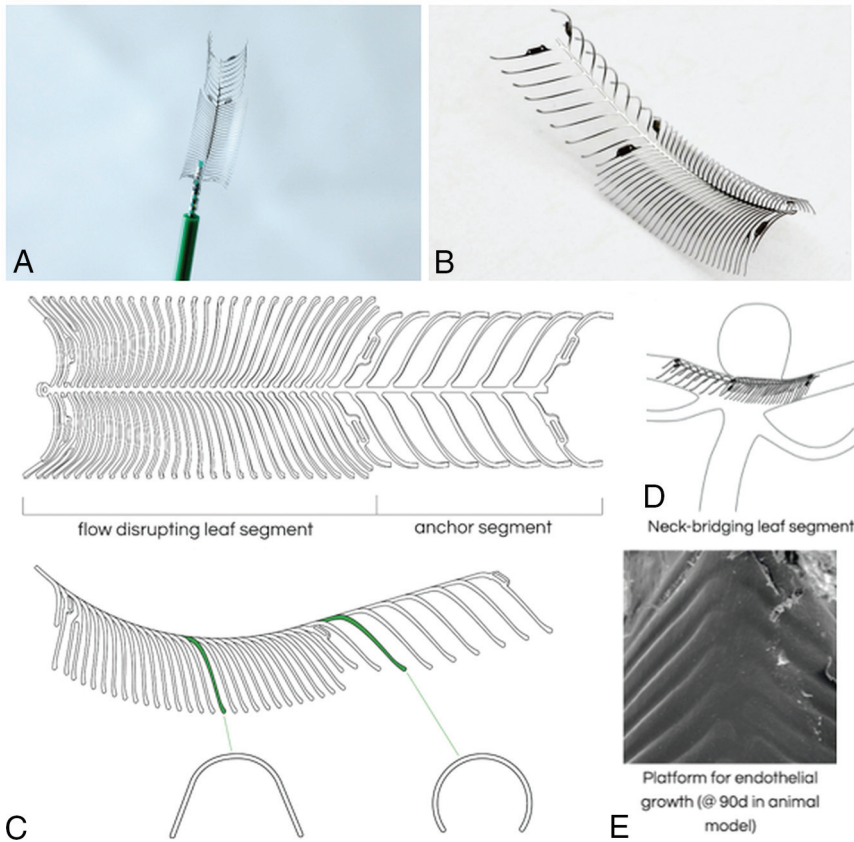 A
B
flow disrupting leaf segment
anchor segment
D
Neck-bridging leaf segment
C
Platform for endothelial
growth (@ 90d in animal
model)
E